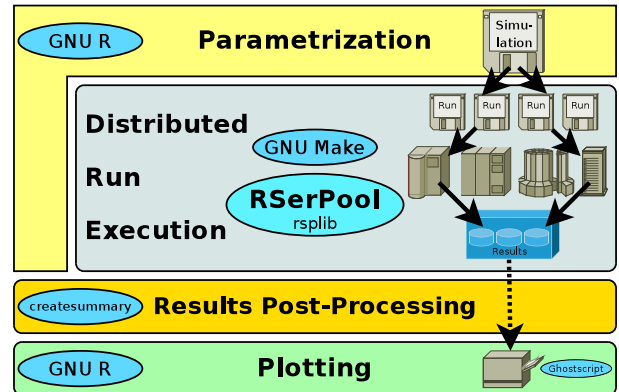 GNU R
Parametrization
Simu-
lation
Run
Run
Run
Run
Distributed
Run
Execution
GNU Make
RSerPool
rsplib
Results
createsummary
Results Post-Processing
GNU R
Plotting
Ghostscript